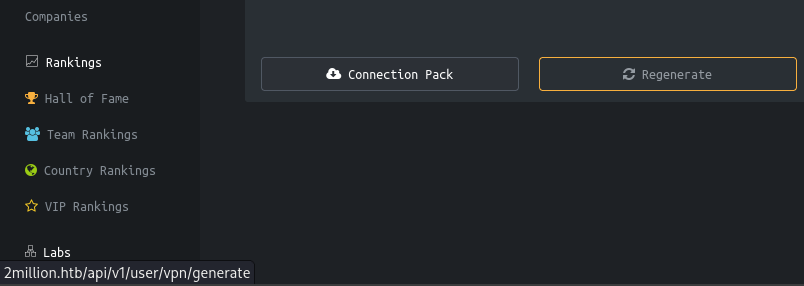 Companies
Rankings
Hall of Fame
Team Rankings
Country Rankings
VIP Rankings
Labs
Connection Pack
Regenerate
2million.htb/api/v1/user/vpn/generate